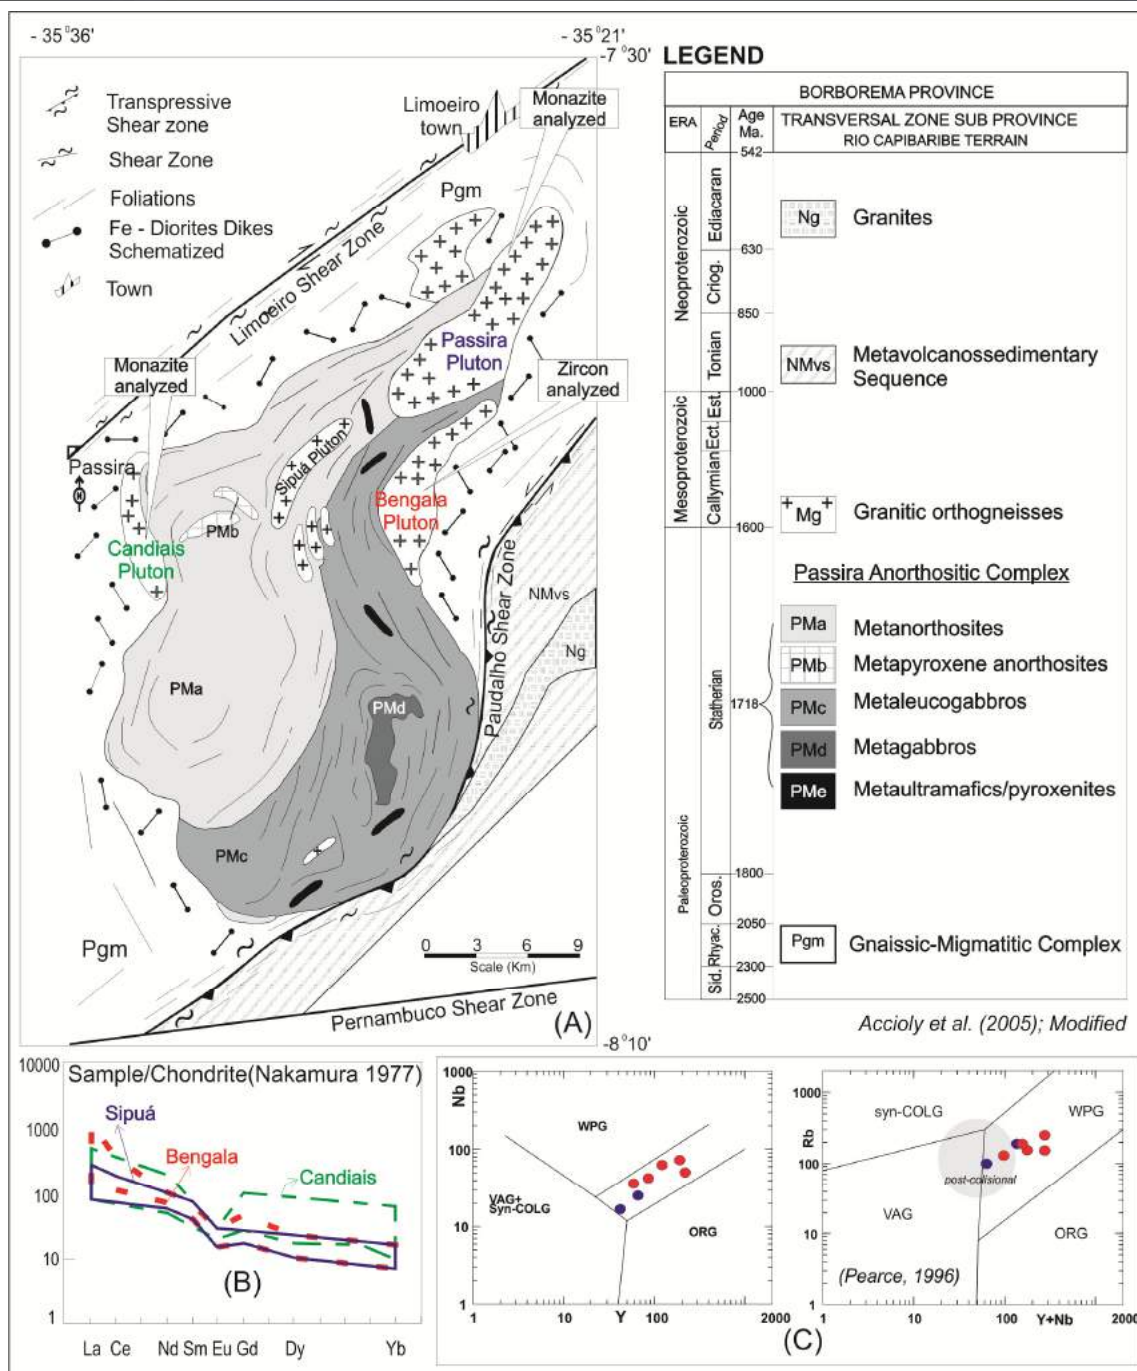 - 35 °36'
- 35 °21'
-7 °30'
Transpressive
Shear zone
Shear Zone
Foliations
Fe - Diorites Dikes
Schematized
Town
Limoeiro
town
Monazite
analyzed
Pgm
Limoeiro Shear Zone
Passira
Pluton
Monazite
analyzed
Zircon
analyzed
Passira
Sipuá Pluton
PMb
Bengala
Pluton
Candiais
Pluton
NMvs
Ng
Paudalho Shear Zone
PMa
PMd
PMc
Pgm
0 3 6 9
Scale (Km)
Pernambuco Shear Zone
(A)
-8 °10'
LEGEND
BORBOREMA PROVINCE
ERA
Period
Age
Ma.
TRANSVERSAL ZONE SUB PROVINCE
RIO CAPIBARIBE TERRAIN
542
Neoproterozoic
Ediacaran
Ng Granites
630
Criog.
850
Tonian
NMvs Metavolcanossedimentary
Sequence
1000
Mesoproterozoic
Est.
Ect.
Callymian
Mg Granitic orthogneisses
1600
Passira Anorthositic Complex
Paleoproterozoic
Statherian
1718
PMa Metanorthosites
PMb Metapyroxene anorthosites
PMc Metaleucogabbros
PMd Metagabbros
PMe Metaultramafics/pyroxenites
1800
Oros.
2050
Rhyac.
Pgm Gnaissic-Migmatitic Complex
2300
Sid.
2500
Accioly et al. (2005); Modified
Sample/Chondrite(Nakamura 1977)
10000
1000
100
10
1
Sipuá
Bengala
Candiais
(B)
La Ce Nd Sm Eu Gd Dy Yb
Nb
1000
100
10
1
WPG
VAG+
Syn-COLG
ORG
1 10 Y 100 2000
Rb
1000
100
10
1
syn-COLG
WPG
post-colisional
VAG
ORG
(Pearce, 1996)
1 10 100 Y+Nb 2000
(C)